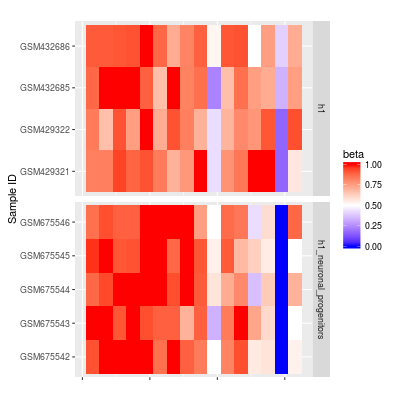 GSM432686
GSM432685
GSM429322
GSM429321
h1
GSM675546
GSM675545
GSM675544
GSM675543
GSM675542
h1_neuronal_progenitors
Sample ID
beta
1.00
0.75
0.50
0.25
0.00